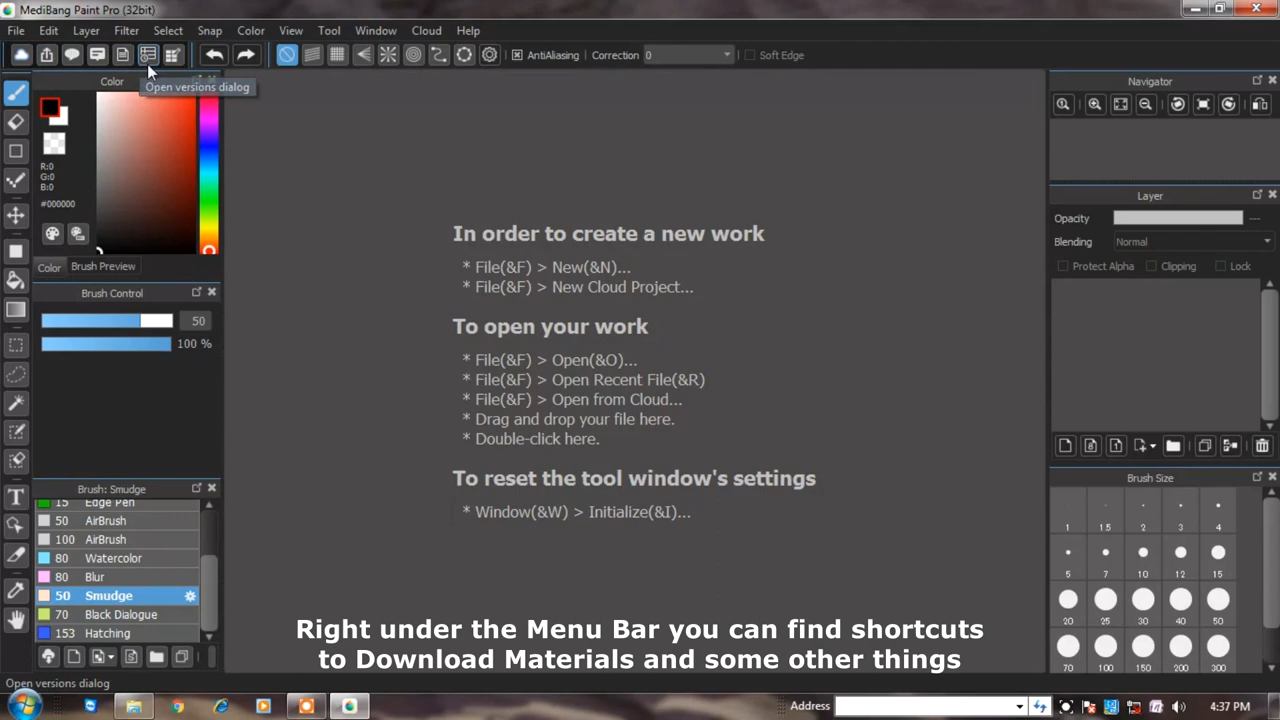 MediBang Paint Pro (32bit)
File Edit Layer Filter Select Snap Color View Tool Window Cloud Help
AntiAliasing Correction 0 Soft Edge
Open versions dialog
Color
R:0
G:0
B:0
#000000
Color Brush Preview
Brush Control
50
100 %
Brush: Smudge
15 Edge Pen
50 AirBrush
100 AirBrush
80 Watercolor
80 Blur
50 Smudge
70 Black Dialogue
153 Hatching
In order to create a new work
* File(&F) > New(&N)...
* File(&F) > New Cloud Project...
To open your work
* File(&F) > Open(&O)...
* File(&F) > Open Recent File(&R)
* File(&F) > Open from Cloud...
* Drag and drop your file here.
* Double-click here.
To reset the tool window's settings
* Window(&W) > Initialize(&I)...
Navigator
Layer
Opacity ---
Blending Normal
Protect Alpha Clipping Lock
Brush Size
1 1.5 2 3 4
5 7 10 12 15
20 25 30 40 50
70 100 150 200 300
Right under the Menu Bar you can find shortcuts
to Download Materials and some other things
Open versions dialog
Address 4:37 PM